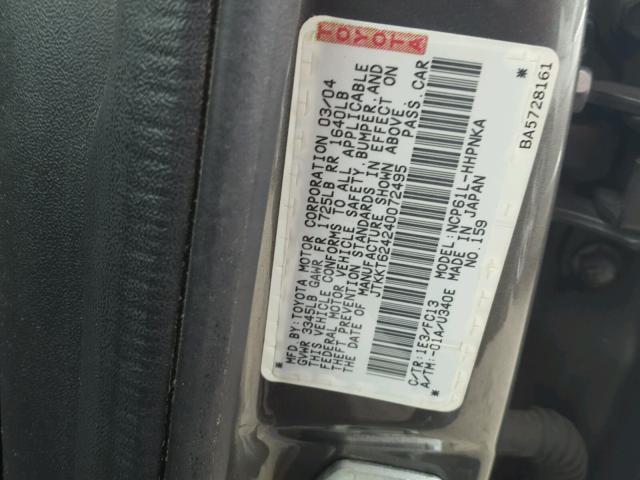 TOYOTA
MFD. BY: TOYOTA MOTOR CORPORATION 03/04
GVWR 3345LB GAWR FR 1725LB RR 1640LB
THIS VEHICLE CONFORMS TO ALL APPLICABLE
FEDERAL MOTOR VEHICLE SAFETY, BUMPER, AND
THEFT PREVENTION STANDARDS IN EFFECT ON
THE DATE OF MANUFACTURE SHOWN ABOVE.
JTKKT624240072495 PASS. CAR
C/TR: 1E3/FC13 MODEL: NCP61L-HHPNKA
A/TM: -01A/U340E MADE IN JAPAN
NO. 159
BA5728161